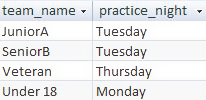 team_name practice_night
JuniorA Tuesday
SeniorB Tuesday
Veteran Thursday
Under 18 Monday